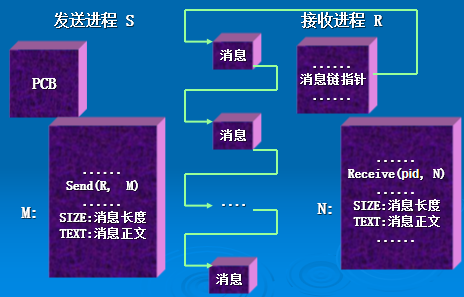 发送进程 S
接收进程 R
PCB
消息
......
消息链指针
......
消息
......
Send(R, M)
......
M:
SIZE:消息长度
TEXT:消息正文
....
消息
......
Receive(pid, N)
......
N:
SIZE:消息长度
TEXT:消息正文
......